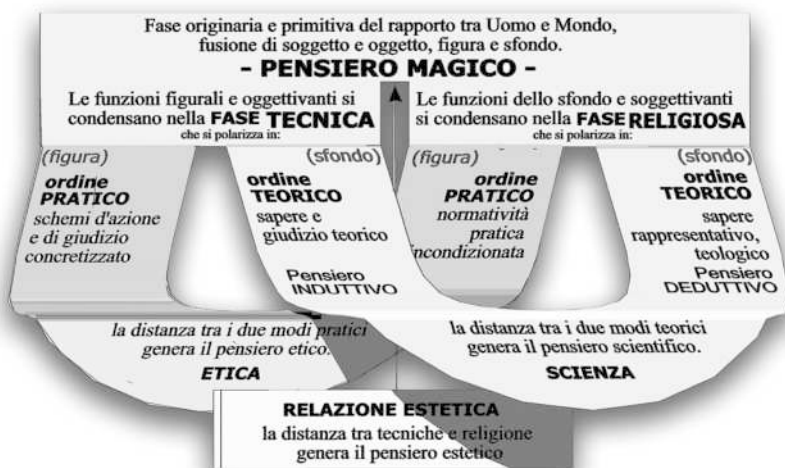 Fase originaria e primitiva del rapporto tra Uomo e Mondo,
fusione di soggetto e oggetto, figura e sfondo.
– PENSIERO MAGICO –
Le funzioni figurali e oggettivanti si
condensano nella FASE TECNICA
che si polarizza in:
Le funzioni dello sfondo e soggettivanti
si condensano nella FASE RELIGIOSA
che si polarizza in:
(figura)
ordine
PRATICO
schemi d'azione
e di giudizio
concretizzato
(sfondo)
ordine
TEORICO
sapere e
giudizio teorico
Pensiero
INDUTTIVO
(figura)
ordine
PRATICO
normatività
pratica
incondizionata
(sfondo)
ordine
TEORICO
sapere
rappresentativo,
teologico
Pensiero
DEDUTTIVO
la distanza tra i due modi pratici
genera il pensiero etico.
ETICA
la distanza tra i due modi teorici
genera il pensiero scientifico.
SCIENZA
RELAZIONE ESTETICA
la distanza tra tecniche e religione
genera il pensiero estetico